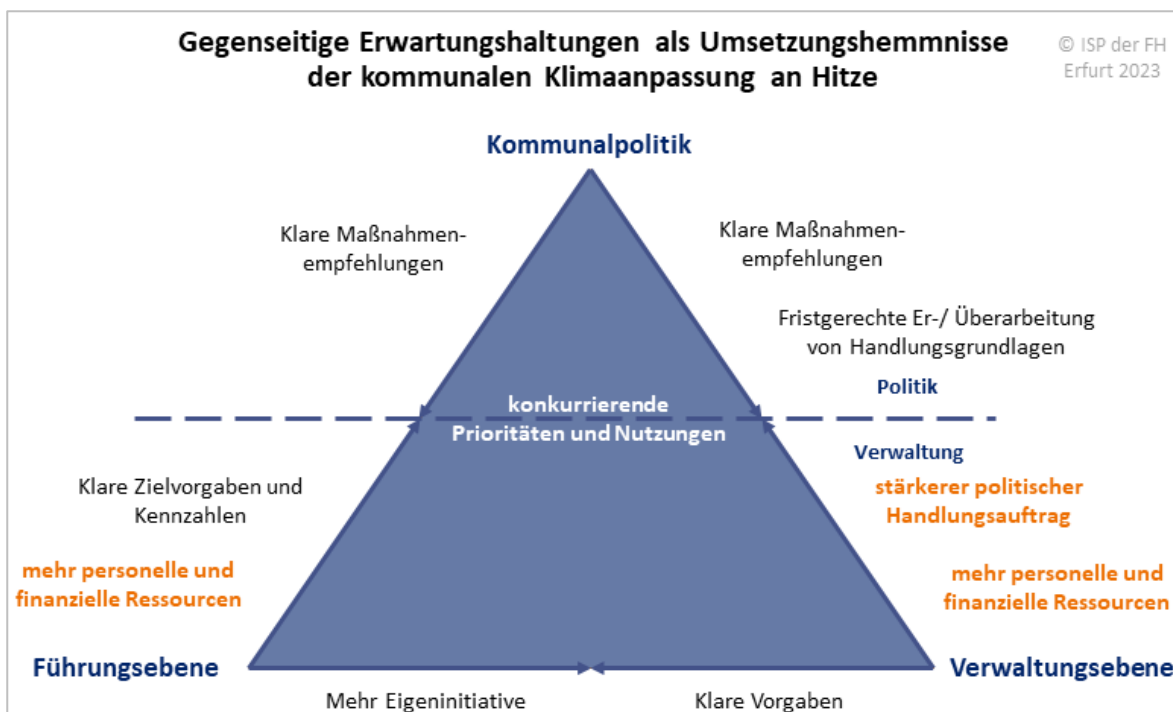 Gegenseitige Erwartungshaltungen als Umsetzungshemmnisse
der kommunalen Klimaanpassung an Hitze
© ISP der FH
Erfurt 2023
Kommunalpolitik
Klare Maßnahmen-
empfehlungen
Klare Maßnahmen-
empfehlungen
Fristgerechte Er-/ Überarbeitung
von Handlungsgrundlagen
Politik
konkurrierende
Prioritäten und Nutzungen
Verwaltung
Klare Zielvorgaben und
Kennzahlen
stärkerer politischer
Handlungsauftrag
mehr personelle und
finanzielle Ressourcen
mehr personelle und
finanzielle Ressourcen
Führungsebene
Verwaltungsebene
Mehr Eigeninitiative
Klare Vorgaben